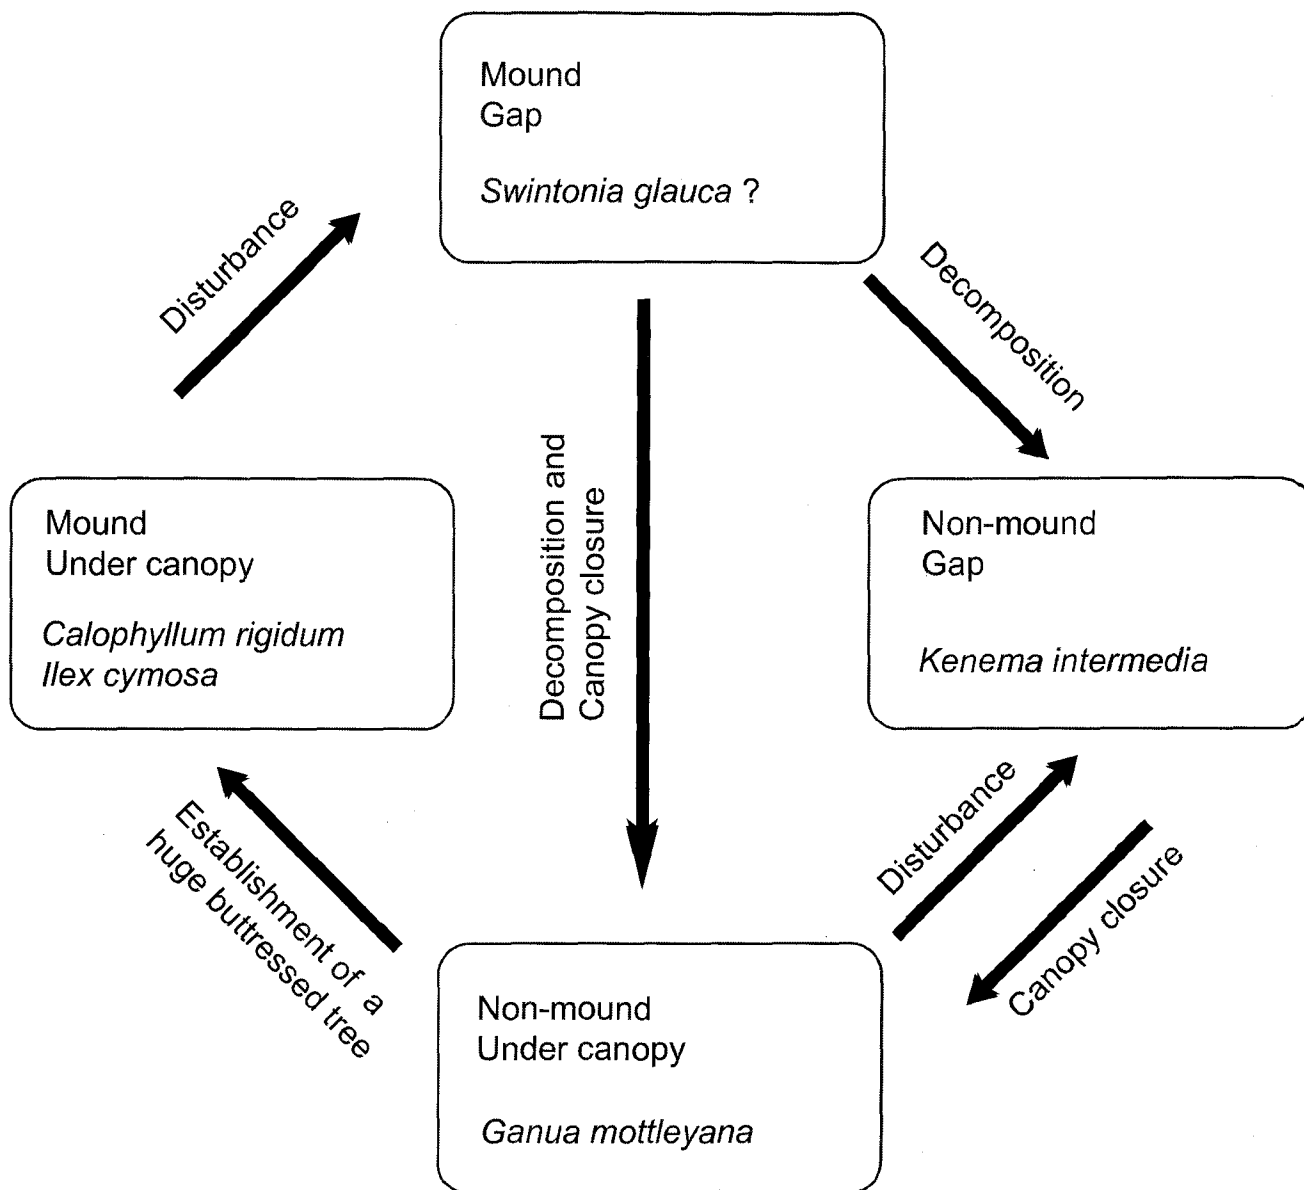 Mound
Gap
Swintonia glauca ?
Disturbance
Decomposition
Decomposition and
Canopy closure
Mound
Under canopy
Calophyllum rigidum
Ilex cymosa
Non-mound
Gap
Kenema intermedia
Establishment of a
huge buttressed tree
Disturbance
Canopy closure
Non-mound
Under canopy
Ganua mottleyana